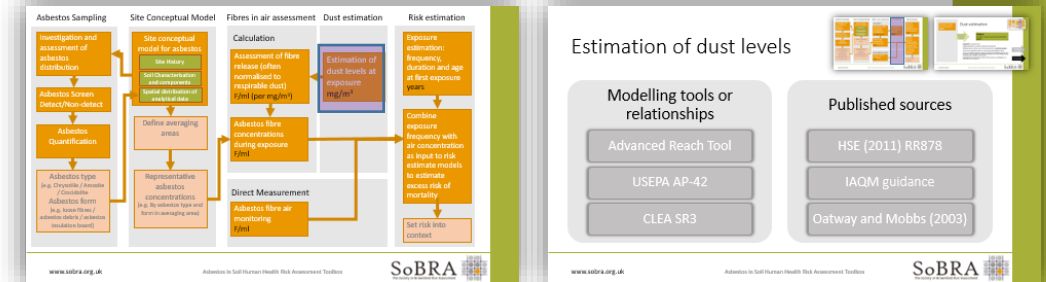 Asbestos Sampling
Site Conceptual Model
Fibres in air assessment
Dust estimation
Risk estimation
Investigation and
assessment of
asbestos
distribution
Asbestos Screen
Detect/Non-detect
Asbestos
Quantification
Asbestos type
(e.g. Chrysotile / Amosite
/ Crocidolite
Asbestos form
(e.g. loose fibres /
asbestos debris / asbestos
insulation board)
Site conceptual
model for asbestos
Site History
Soil Characterisation
and components
Spatial distribution of
analytical data
Define averaging
areas
Representative
asbestos
concentrations
(e.g. By asbestos type and
form in averaging area)
Calculation
Assessment of fibre
release (often
normalised to
respirable dust)
F/ml (per mg/m³)
Asbestos fibre
concentrations
during exposure
F/ml
Direct Measurement
Asbestos fibre air
monitoring
F/ml
Estimation of
dust levels at
exposure
mg/m³
Exposure
estimation:
frequency,
duration and age
at first exposure
years
Combine
exposure
frequency with
air concentration
as input to risk
estimate models
to estimate
excess risk of
mortality
Set risk into
context
www.sobra.org.uk
Asbestos in Soil Human Health Risk Assessment Toolbox
SoBRA
Estimation of dust levels
Dust estimation
Modelling tools or
relationships
Advanced Reach Tool
USEPA AP-42
CLEA SR3
Published sources
HSE (2011) RR878
IAQM guidance
Oatway and Mobbs (2003)
www.sobra.org.uk
Asbestos in Soil Human Health Risk Assessment Toolbox
SoBRA